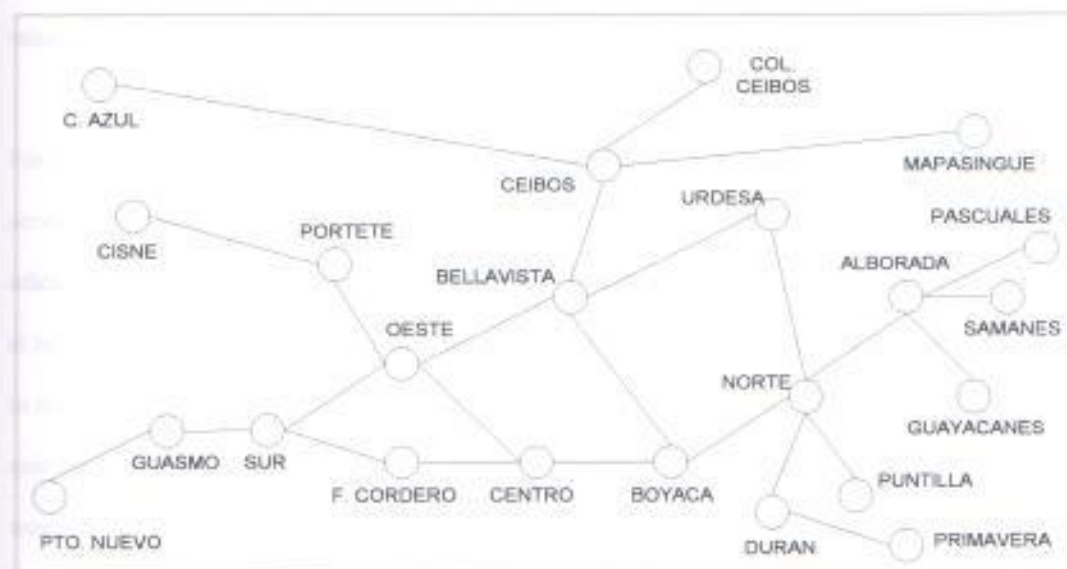 COL.
CEIBOS
C. AZUL
CEIBOS
MAPASINGUE
URDESA
PASCUALES
CISNE
PORTETE
BELLAVISTA
ALBORADA
OESTE
SAMANES
NORTE
GUAYACANES
GUASMO
SUR
F. CORDERO
CENTRO
BOYACA
PUNTILLA
PTO. NUEVO
DURAN
PRIMAVERA